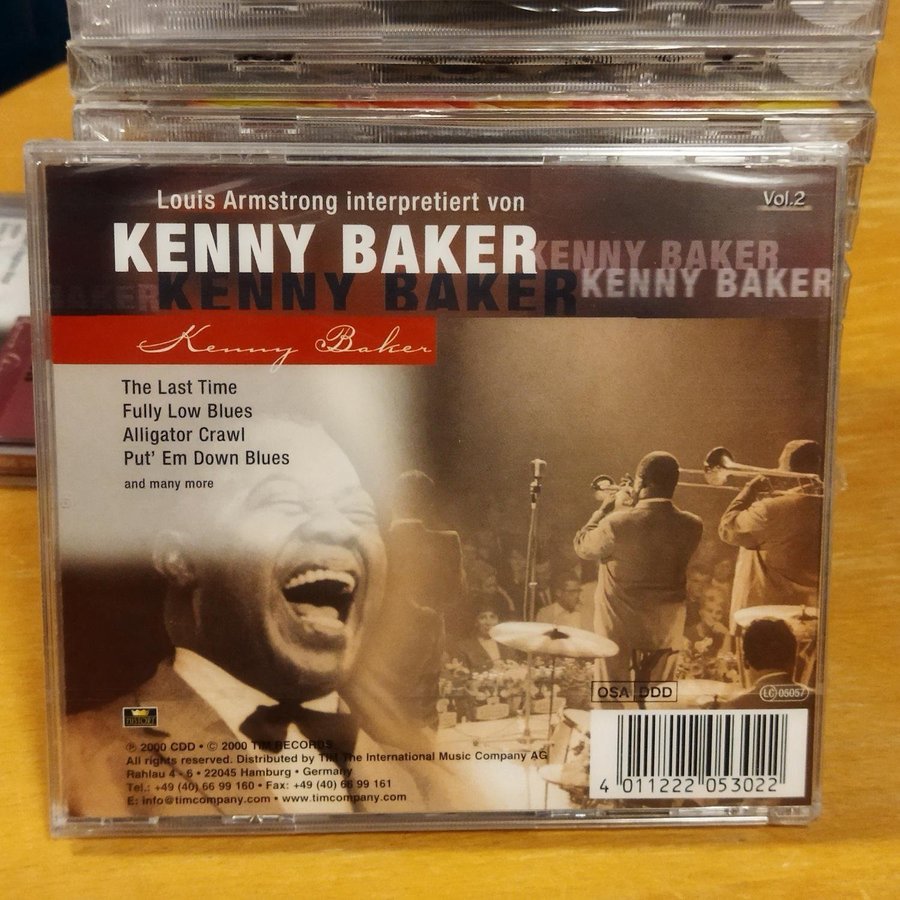 Louis Armstrong interpretiert von
Vol.2
KENNY BAKER
KENNY BAKER
KENNY BAKER
BAKER
KENNY BAKER
Kenny Baker
The Last Time
Fully Low Blues
Alligator Crawl
Put' Em Down Blues
and many more
OSA DDD
LC 05057
HISTORY
℗ 2000 CDD • © 2000 TIM RECORDS
All rights reserved. Distributed by TIM The International Music Company AG
Rahlau 4 - 6 • 22045 Hamburg • Germany
Tel.: +49 (40) 66 99 160 • Fax: +49 (40) 66 99 161
E: info@timcompany.com • www.timcompany.com
4 011222 053022